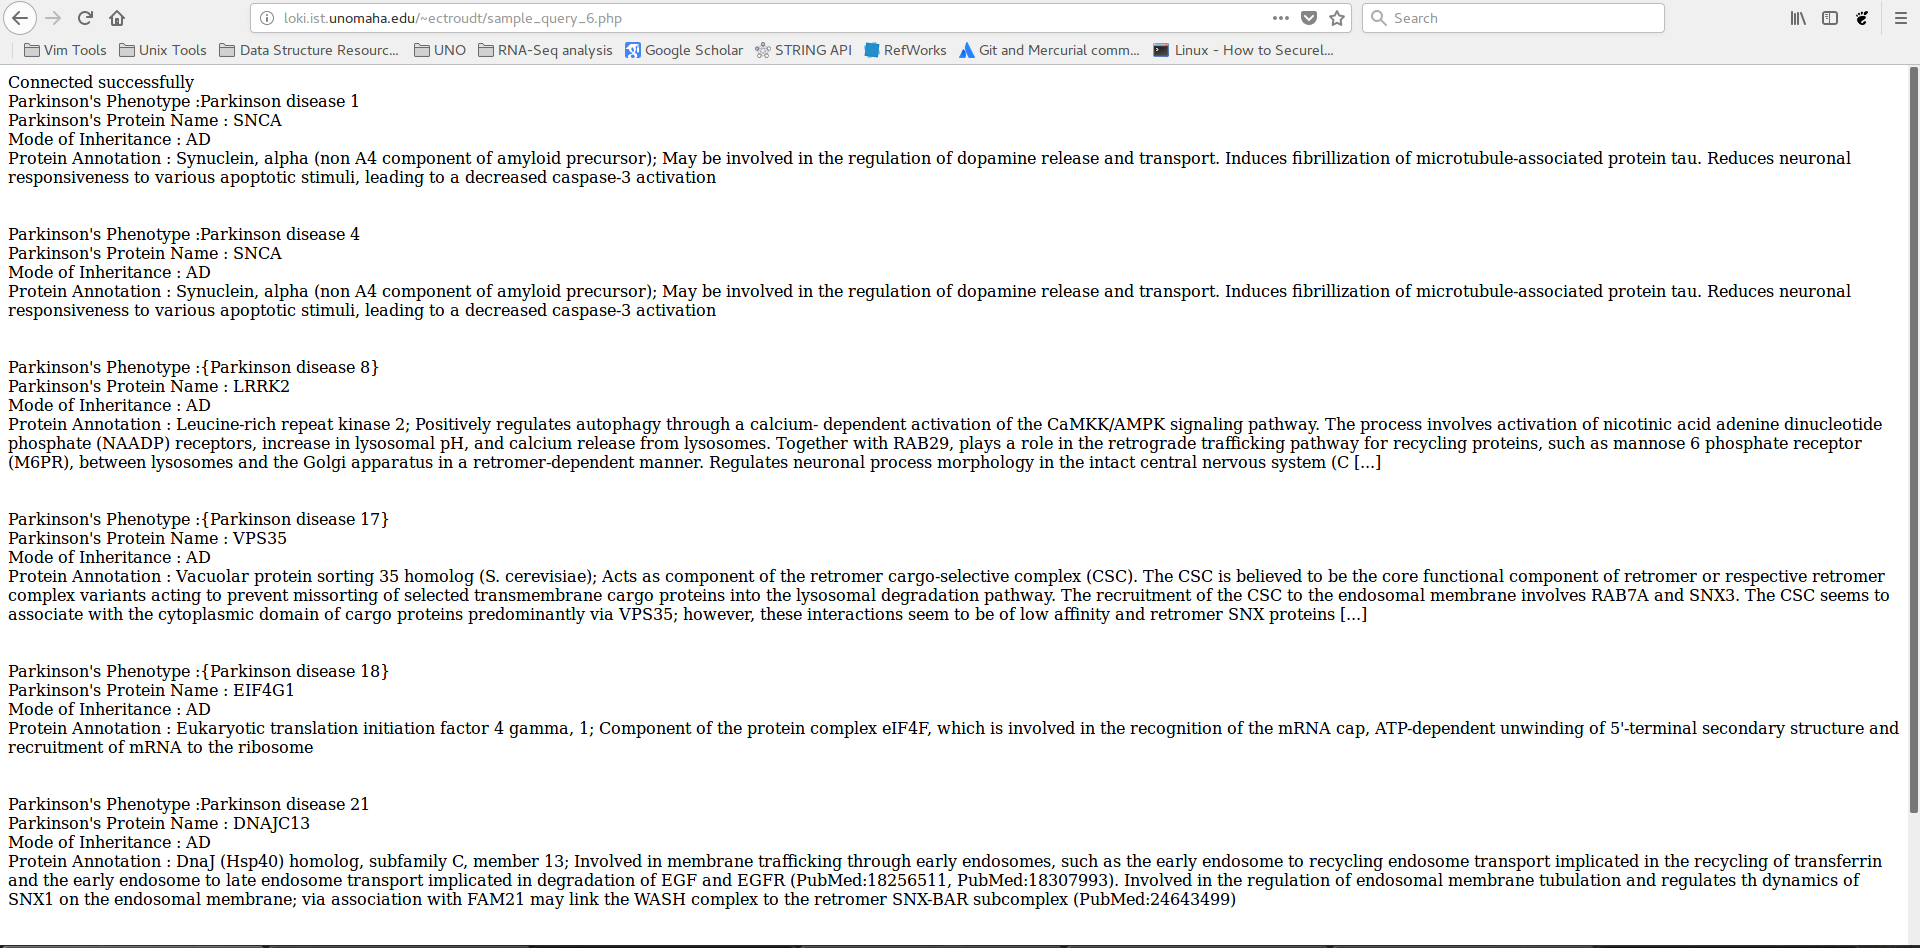 loki.ist.unomaha.edu/~ectroudt/sample_query_6.php
Search
Vim Tools Unix Tools Data Structure Resourc... UNO RNA-Seq analysis Google Scholar STRING API RefWorks Git and Mercurial comm... Linux - How to Securel...
Connected successfully
Parkinson's Phenotype :Parkinson disease 1
Parkinson's Protein Name : SNCA
Mode of Inheritance : AD
Protein Annotation : Synuclein, alpha (non A4 component of amyloid precursor); May be involved in the regulation of dopamine release and transport. Induces fibrillization of microtubule-associated protein tau. Reduces neuronal
responsiveness to various apoptotic stimuli, leading to a decreased caspase-3 activation
Parkinson's Phenotype :Parkinson disease 4
Parkinson's Protein Name : SNCA
Mode of Inheritance : AD
Protein Annotation : Synuclein, alpha (non A4 component of amyloid precursor); May be involved in the regulation of dopamine release and transport. Induces fibrillization of microtubule-associated protein tau. Reduces neuronal
responsiveness to various apoptotic stimuli, leading to a decreased caspase-3 activation
Parkinson's Phenotype :{Parkinson disease 8}
Parkinson's Protein Name : LRRK2
Mode of Inheritance : AD
Protein Annotation : Leucine-rich repeat kinase 2; Positively regulates autophagy through a calcium- dependent activation of the CaMKK/AMPK signaling pathway. The process involves activation of nicotinic acid adenine dinucleotide
phosphate (NAADP) receptors, increase in lysosomal pH, and calcium release from lysosomes. Together with RAB29, plays a role in the retrograde trafficking pathway for recycling proteins, such as mannose 6 phosphate receptor
(M6PR), between lysosomes and the Golgi apparatus in a retromer-dependent manner. Regulates neuronal process morphology in the intact central nervous system (C [...]
Parkinson's Phenotype :{Parkinson disease 17}
Parkinson's Protein Name : VPS35
Mode of Inheritance : AD
Protein Annotation : Vacuolar protein sorting 35 homolog (S. cerevisiae); Acts as component of the retromer cargo-selective complex (CSC). The CSC is believed to be the core functional component of retromer or respective retromer
complex variants acting to prevent missorting of selected transmembrane cargo proteins into the lysosomal degradation pathway. The recruitment of the CSC to the endosomal membrane involves RAB7A and SNX3. The CSC seems to
associate with the cytoplasmic domain of cargo proteins predominantly via VPS35; however, these interactions seem to be of low affinity and retromer SNX proteins [...]
Parkinson's Phenotype :{Parkinson disease 18}
Parkinson's Protein Name : EIF4G1
Mode of Inheritance : AD
Protein Annotation : Eukaryotic translation initiation factor 4 gamma, 1; Component of the protein complex eIF4F, which is involved in the recognition of the mRNA cap, ATP-dependent unwinding of 5'-terminal secondary structure and
recruitment of mRNA to the ribosome
Parkinson's Phenotype :Parkinson disease 21
Parkinson's Protein Name : DNAJC13
Mode of Inheritance : AD
Protein Annotation : DnaJ (Hsp40) homolog, subfamily C, member 13; Involved in membrane trafficking through early endosomes, such as the early endosome to recycling endosome transport implicated in the recycling of transferrin
and the early endosome to late endosome transport implicated in degradation of EGF and EGFR (PubMed:18256511, PubMed:18307993). Involved in the regulation of endosomal membrane tubulation and regulates th dynamics of
SNX1 on the endosomal membrane; via association with FAM21 may link the WASH complex to the retromer SNX-BAR subcomplex (PubMed:24643499)